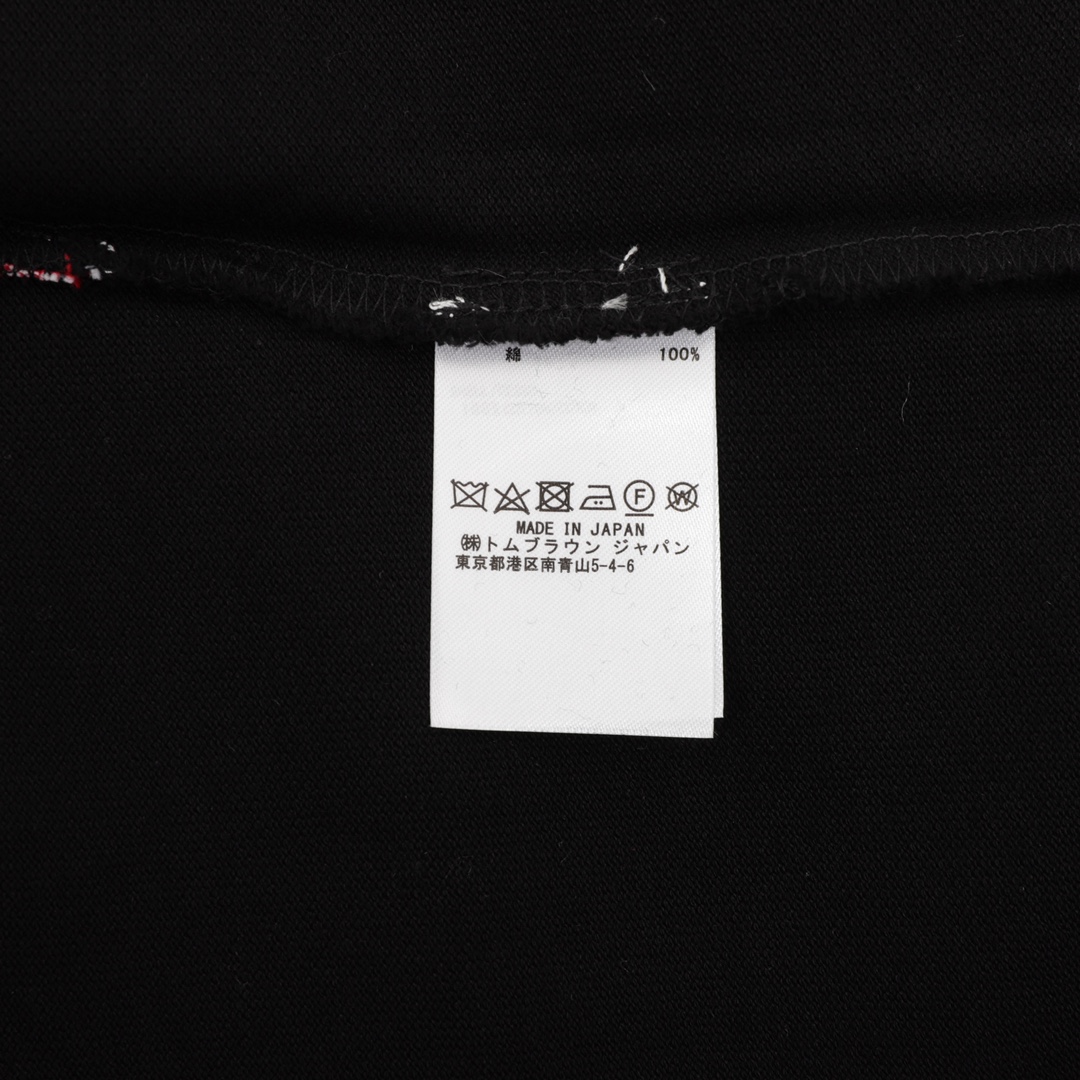 綿 100%
F W
MADE IN JAPAN
㈱トムブラウン ジャパン
東京都港区南青山5-4-6